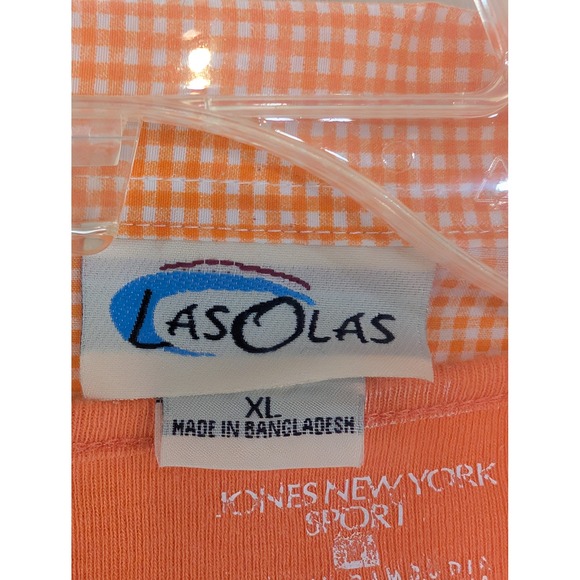 LASOLAS
XL
MADE IN BANGLADESH
JONES NEW YORK
SPORT
L